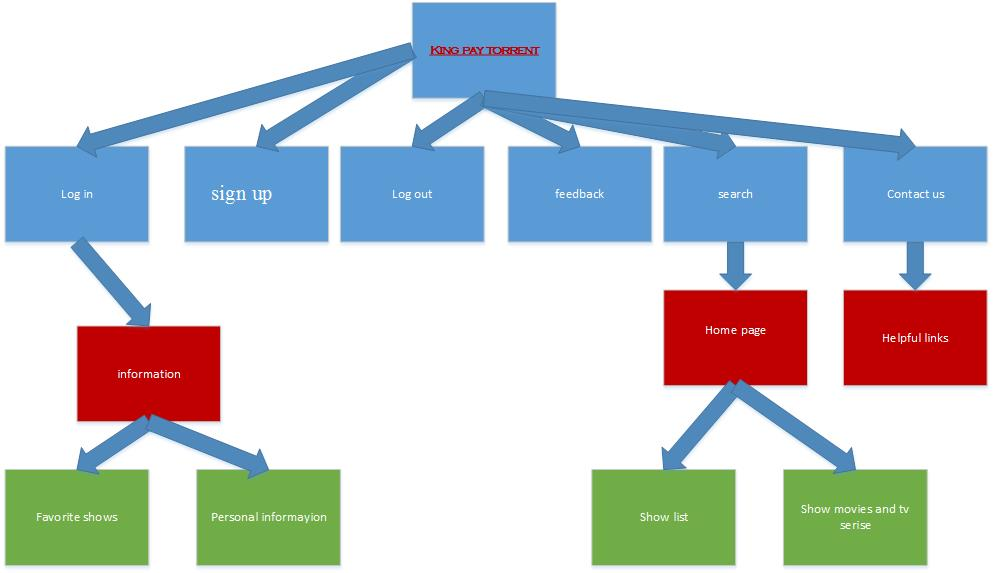 KING PAY TORRENT
Log in
sign up
Log out
feedback
search
Contact us
information
Home page
Helpful links
Favorite shows
Personal informayion
Show list
Show movies and tv
serise